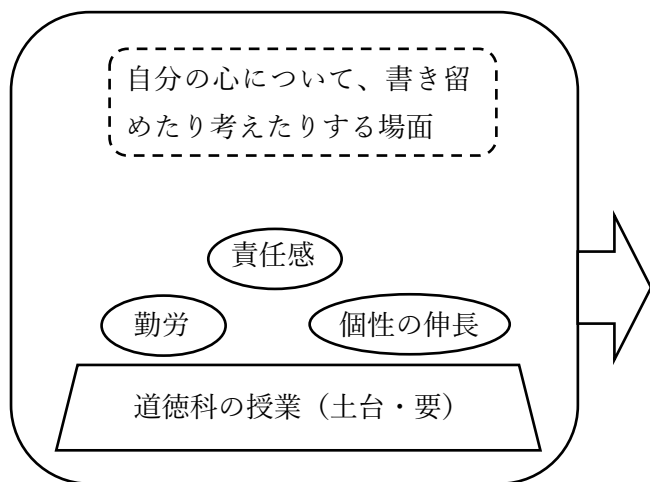 自分の心について、書き留
めたり考えたりする場面
責任感
勤労
個性の伸長
道徳科の授業（土台・要）